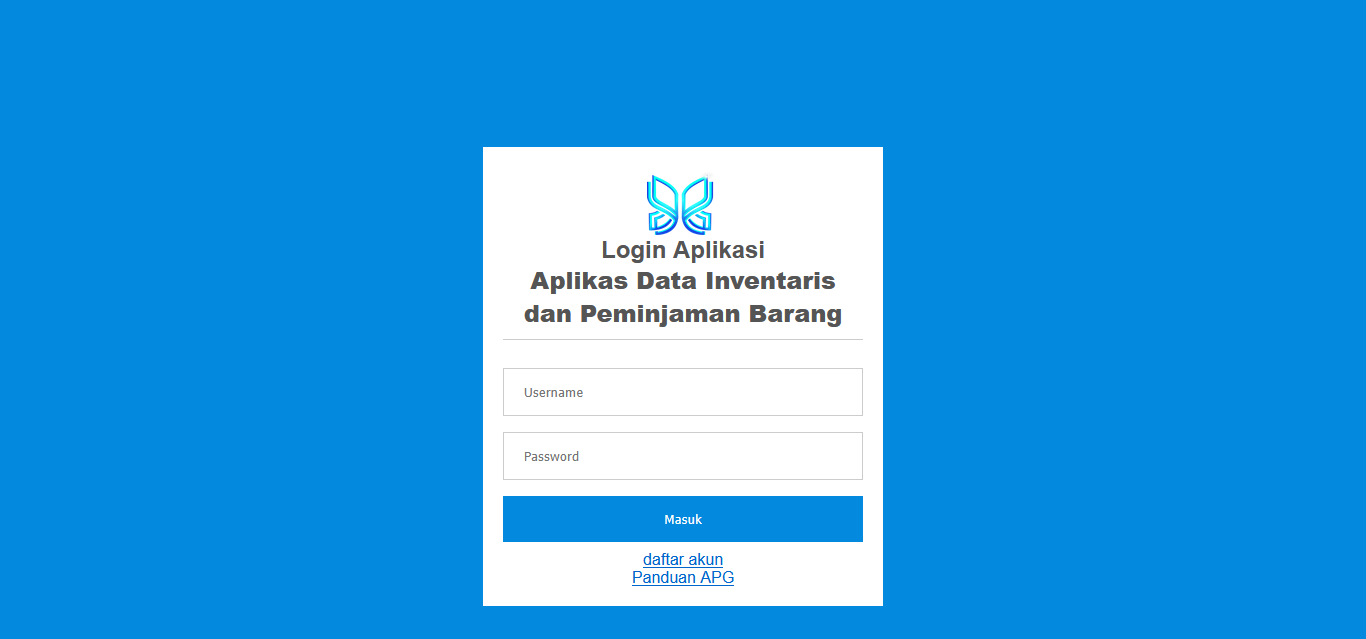 Login Aplikasi
Aplikas Data Inventaris
dan Peminjaman Barang
Username
Password
Masuk
daftar akun
Panduan APG